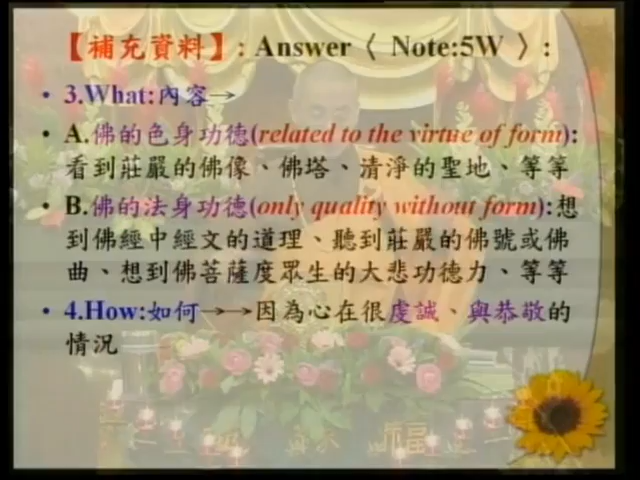 【補充資料】: Answer〈 Note:5W 〉:
• 3.What:內容→
• A.佛的色身功德(related to the virtue of form):
看到莊嚴的佛像、佛塔、清淨的聖地、等等
• B.佛的法身功德(only quality without form):想
到佛經中經文的道理、聽到莊嚴的佛號或佛
曲、想到佛菩薩度眾生的大悲功德力、等等
• 4.How:如何→→因為心在很虔誠、與恭敬的
情況
福